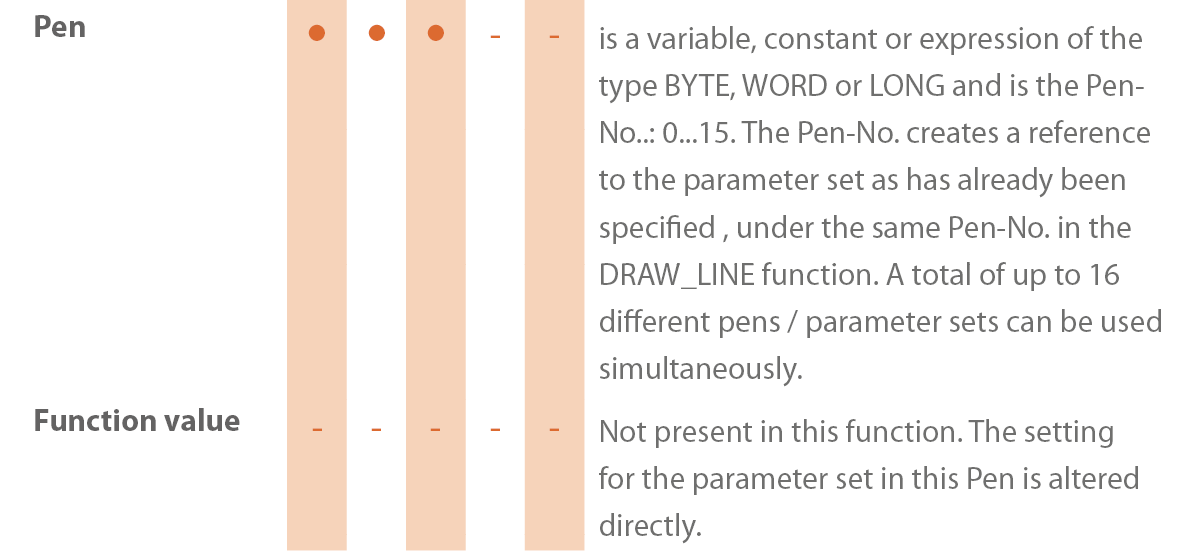 Pen ● ● ● - - is a variable, constant or expression of the
type BYTE, WORD or LONG and is the Pen-
No..: 0...15. The Pen-No. creates a reference
to the parameter set as has already been
specified , under the same Pen-No. in the
DRAW_LINE function. A total of up to 16
different pens / parameter sets can be used
simultaneously.
Function value - - - - - Not present in this function. The setting
for the parameter set in this Pen is altered
directly.